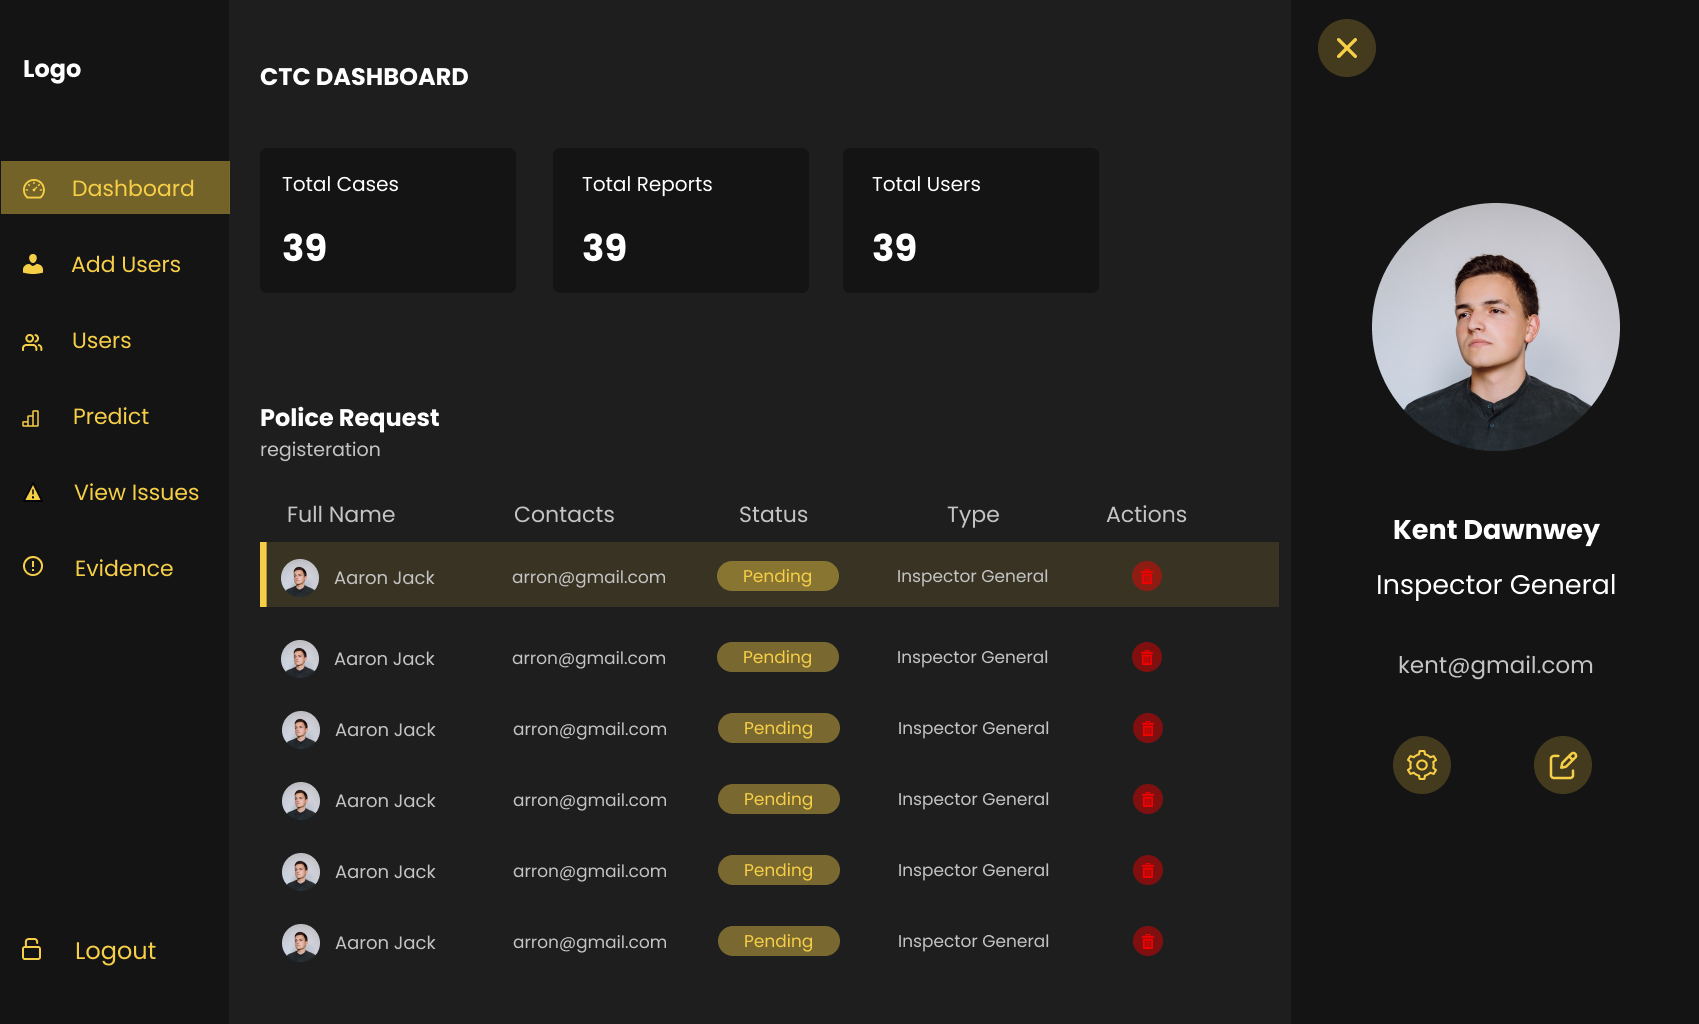 Logo
Dashboard
Add Users
Users
Predict
View Issues
Evidence
Logout
CTC DASHBOARD
Total Cases
39
Total Reports
39
Total Users
39
Police Request
registeration
Full Name Contacts Status Type Actions
Aaron Jack arron@gmail.com Pending Inspector General
Aaron Jack arron@gmail.com Pending Inspector General
Aaron Jack arron@gmail.com Pending Inspector General
Aaron Jack arron@gmail.com Pending Inspector General
Aaron Jack arron@gmail.com Pending Inspector General
Aaron Jack arron@gmail.com Pending Inspector General
Kent Dawnwey
Inspector General
kent@gmail.com